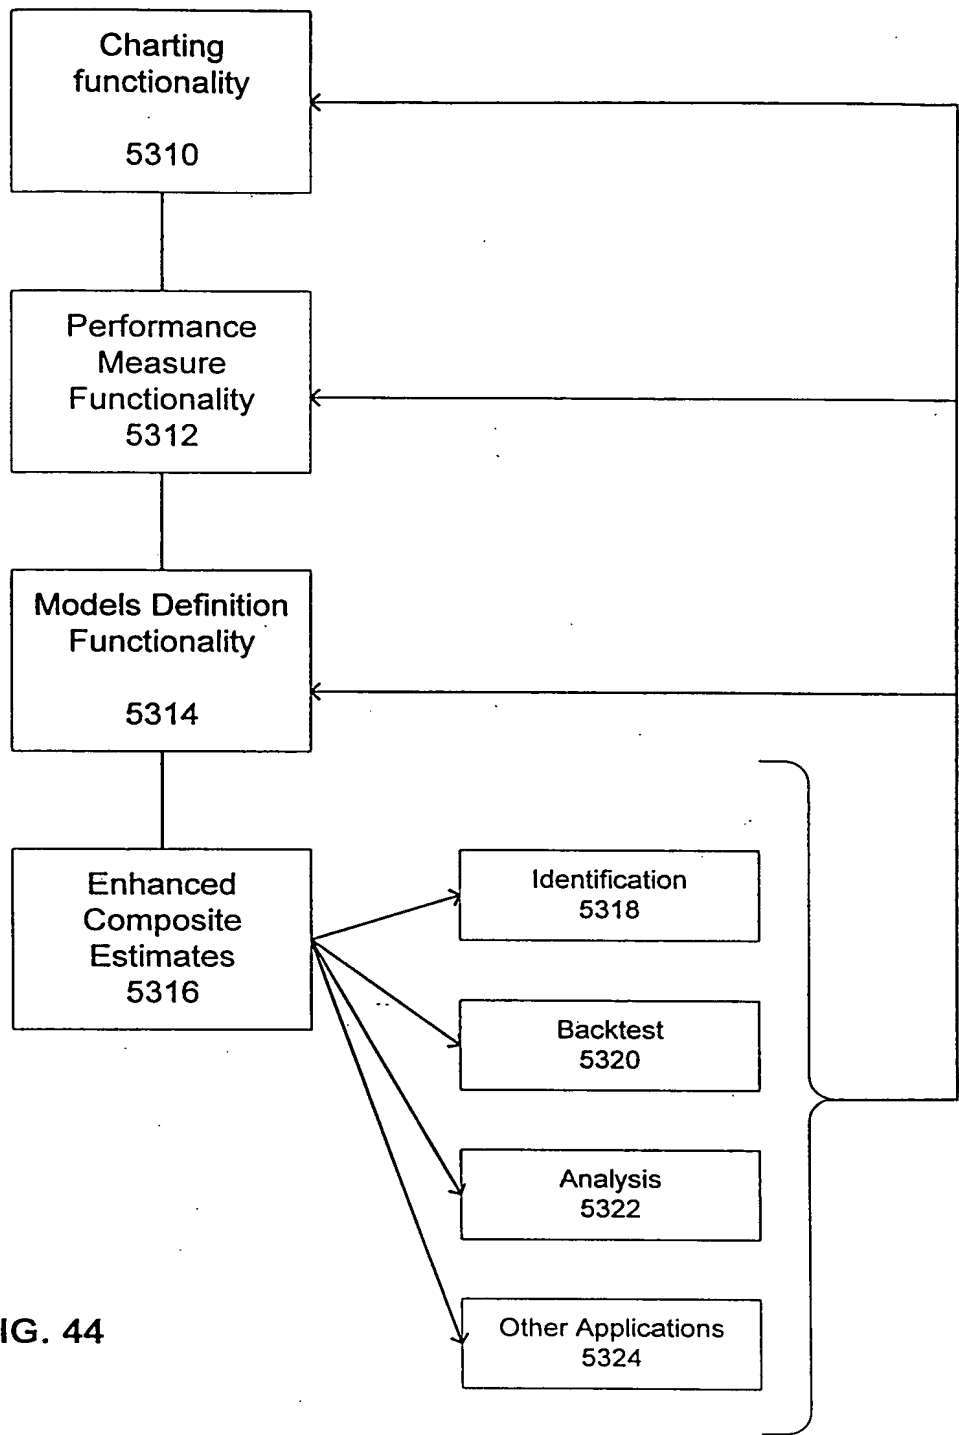 Charting
functionality
5310
Performance
Measure
Functionality
5312
Models Definition
Functionality
5314
Enhanced
Composite
Estimates
5316
Identification
5318
Backtest
5320
Analysis
5322
Other Applications
5324
IG. 44